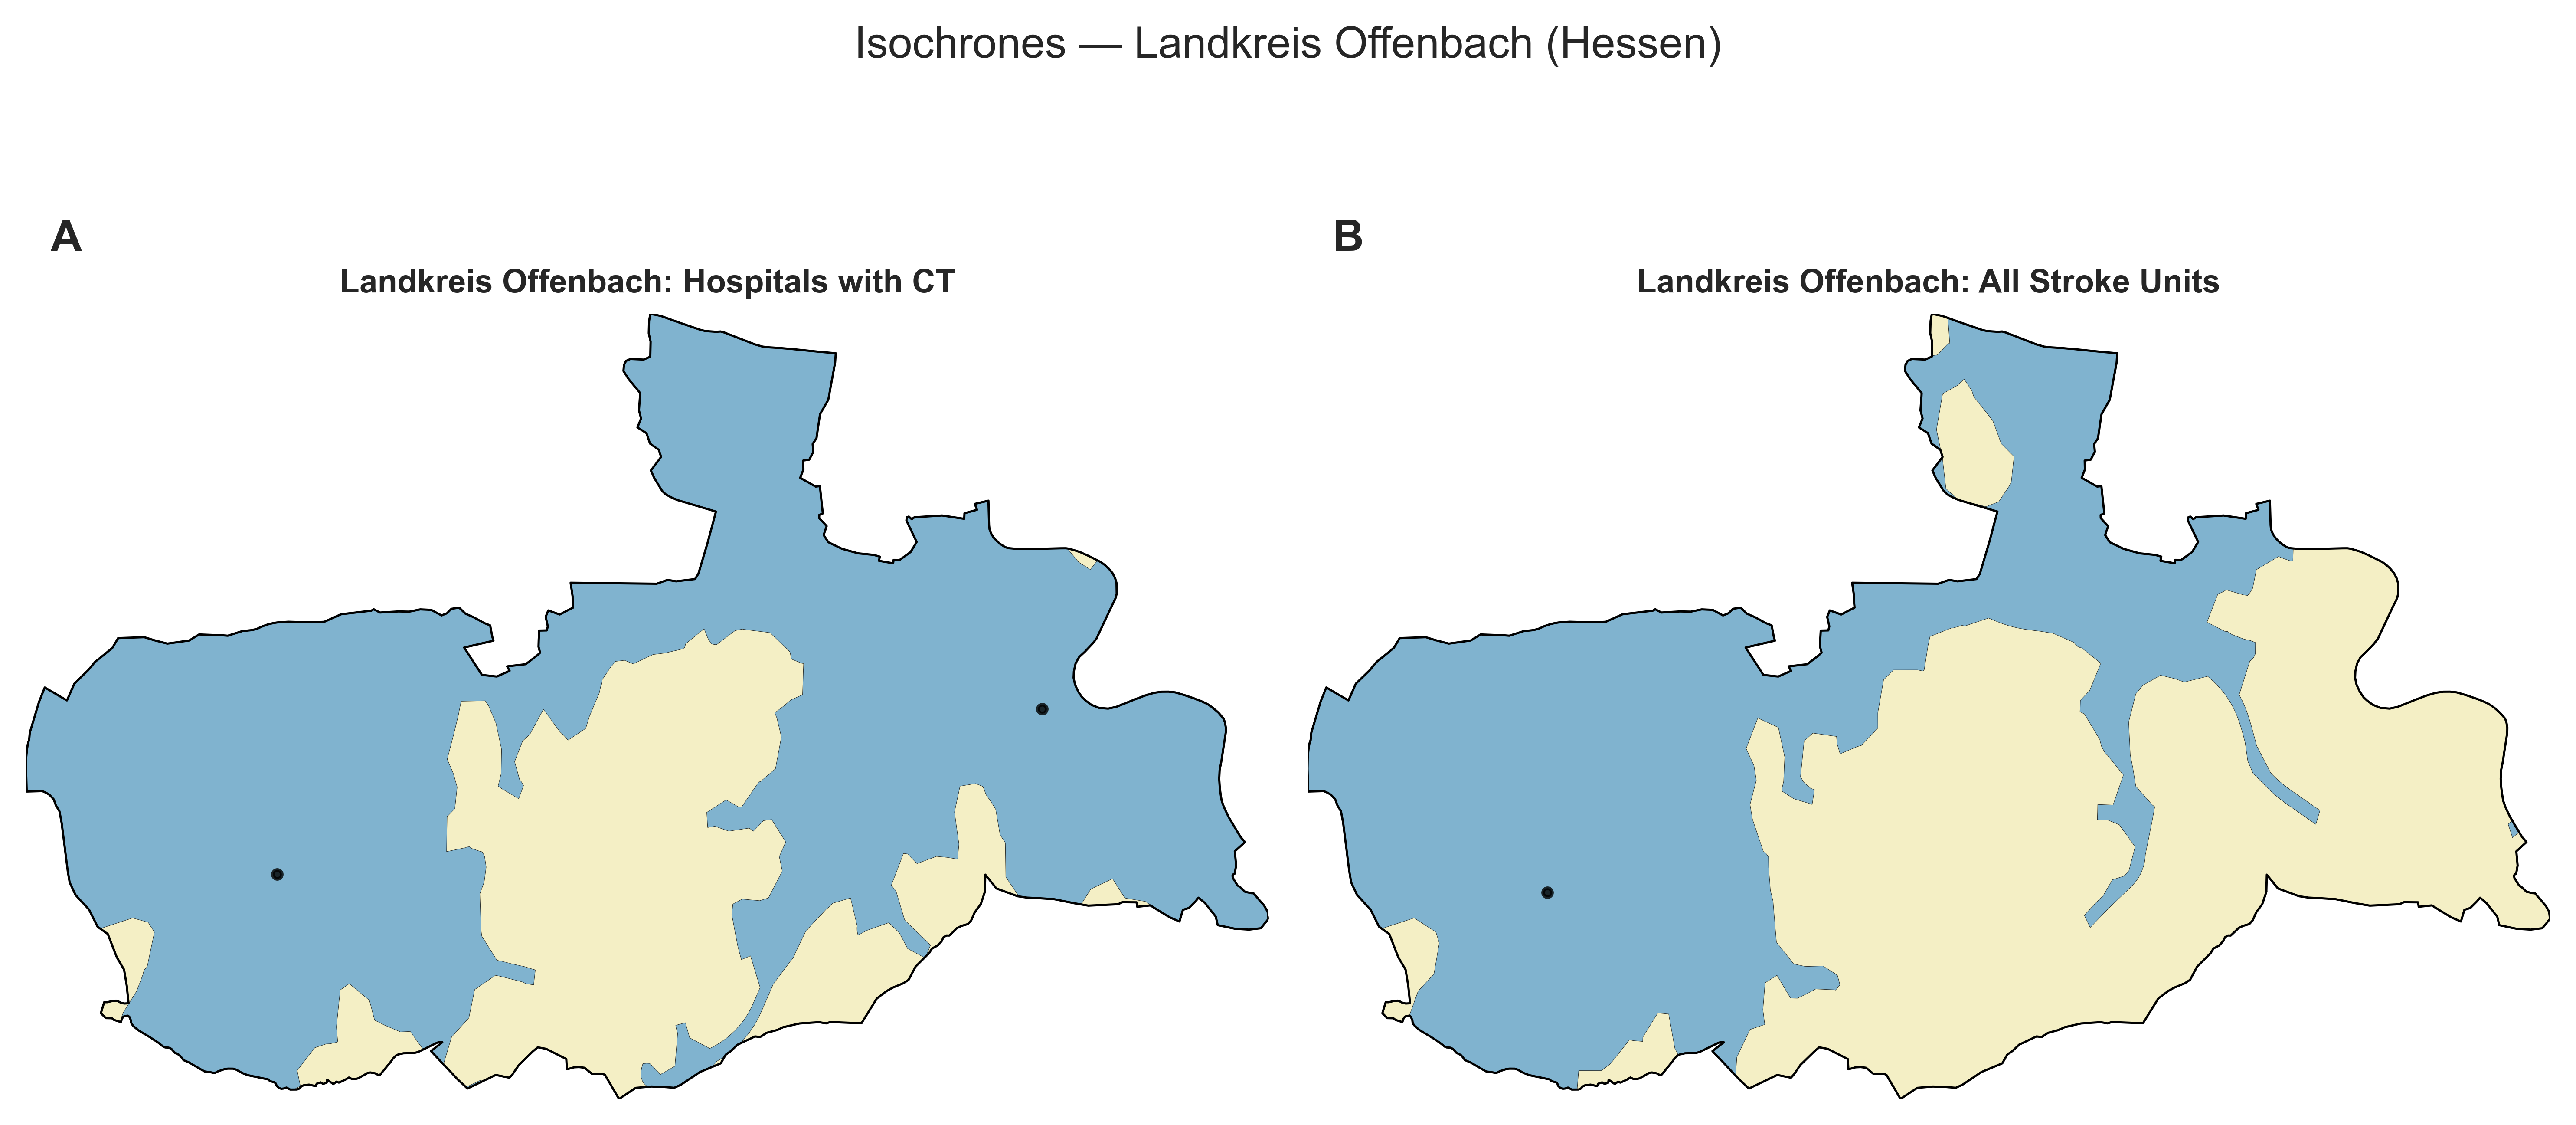 Isochrones — Landkreis Offenbach (Hessen)
A
Landkreis Offenbach: Hospitals with CT
B
Landkreis Offenbach: All Stroke Units